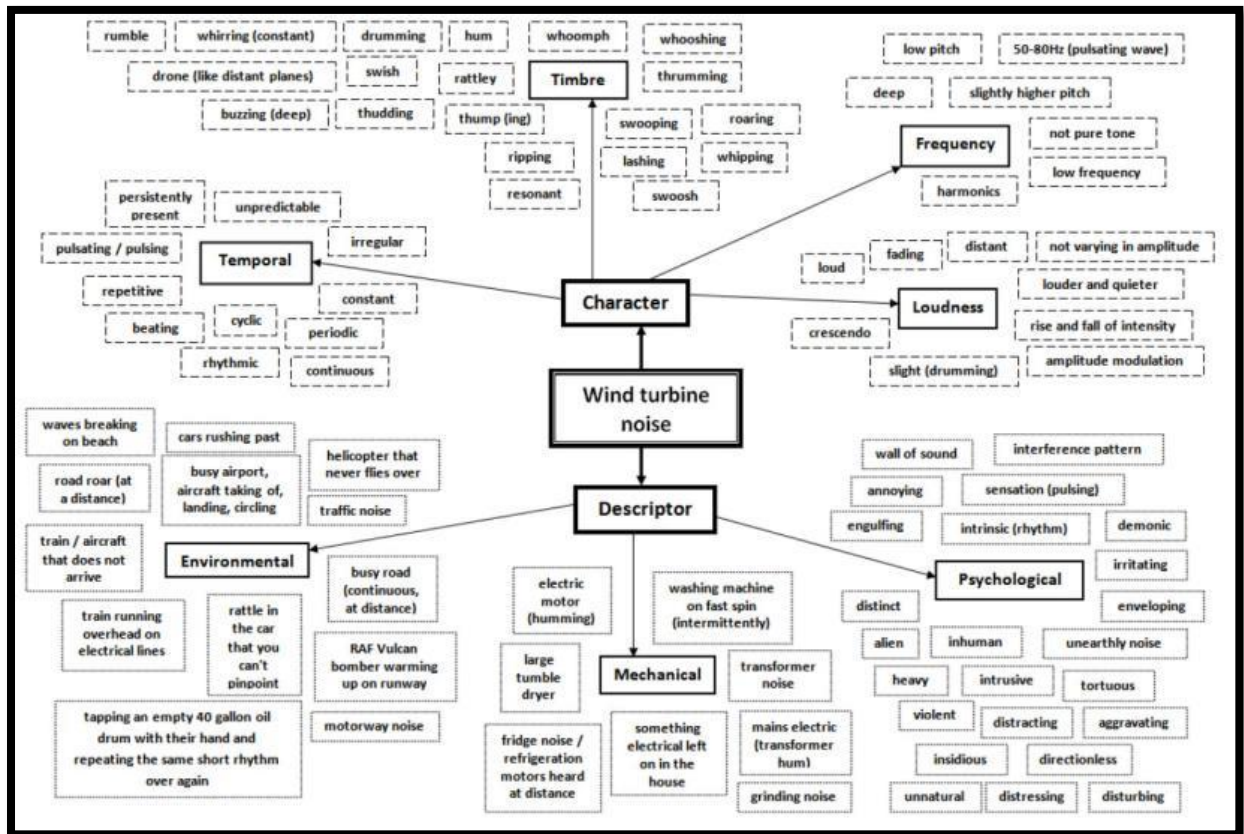 rumble
whirring (constant)
drumming
hum
whoomph
whooshing
drone (like distant planes)
swish
rattley
Timbre
thrumming
buzzing (deep)
thudding
thump (ing)
swooping
roaring
ripping
lashing
whipping
resonant
swoosh
low pitch
50-80Hz (pulsating wave)
deep
slightly higher pitch
Frequency
not pure tone
low frequency
harmonics
persistently
present
unpredictable
pulsating / pulsing
Temporal
irregular
repetitive
constant
beating
cyclic
periodic
rhythmic
continuous
Character
loud
fading
distant
not varying in amplitude
Loudness
louder and quieter
crescendo
rise and fall of intensity
slight (drumming)
amplitude modulation
Wind turbine
noise
Descriptor
waves breaking
on beach
cars rushing past
helicopter that
never flies over
road roar (at
a distance)
busy airport,
aircraft taking of,
landing, circling
traffic noise
train / aircraft
that does not
arrive
Environmental
busy road
(continuous,
at distance)
train running
overhead on
electrical lines
rattle in
the car
that you
can't
pinpoint
RAF Vulcan
bomber warming
up on runway
motorway noise
tapping an empty 40 gallon oil
drum with their hand and
repeating the same short rhythm
over again
electric
motor
(humming)
washing machine
on fast spin
(intermittently)
large
tumble
dryer
Mechanical
transformer
noise
fridge noise /
refrigeration
motors heard
at distance
something
electrical left
on in the
house
mains electric
(transformer
hum)
grinding noise
wall of sound
interference pattern
annoying
sensation (pulsing)
engulfing
intrinsic (rhythm)
demonic
Psychological
irritating
distinct
enveloping
alien
inhuman
unearthly noise
heavy
intrusive
tortuous
violent
distracting
aggravating
insidious
directionless
unnatural
distressing
disturbing